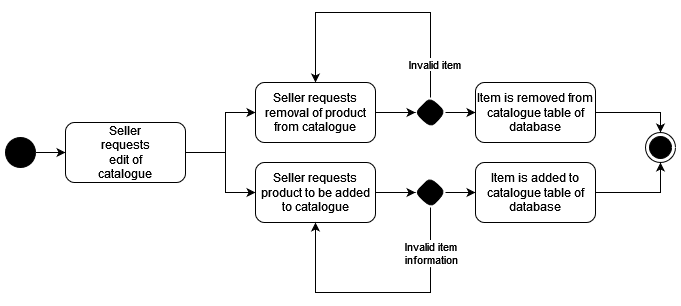 Invalid item
Seller requests
removal of product
from catalogue
Item is removed from
catalogue table of
database
Seller
requests
edit of
catalogue
Seller requests
product to be added
to catalogue
Item is added to
catalogue table of
database
Invalid item
information